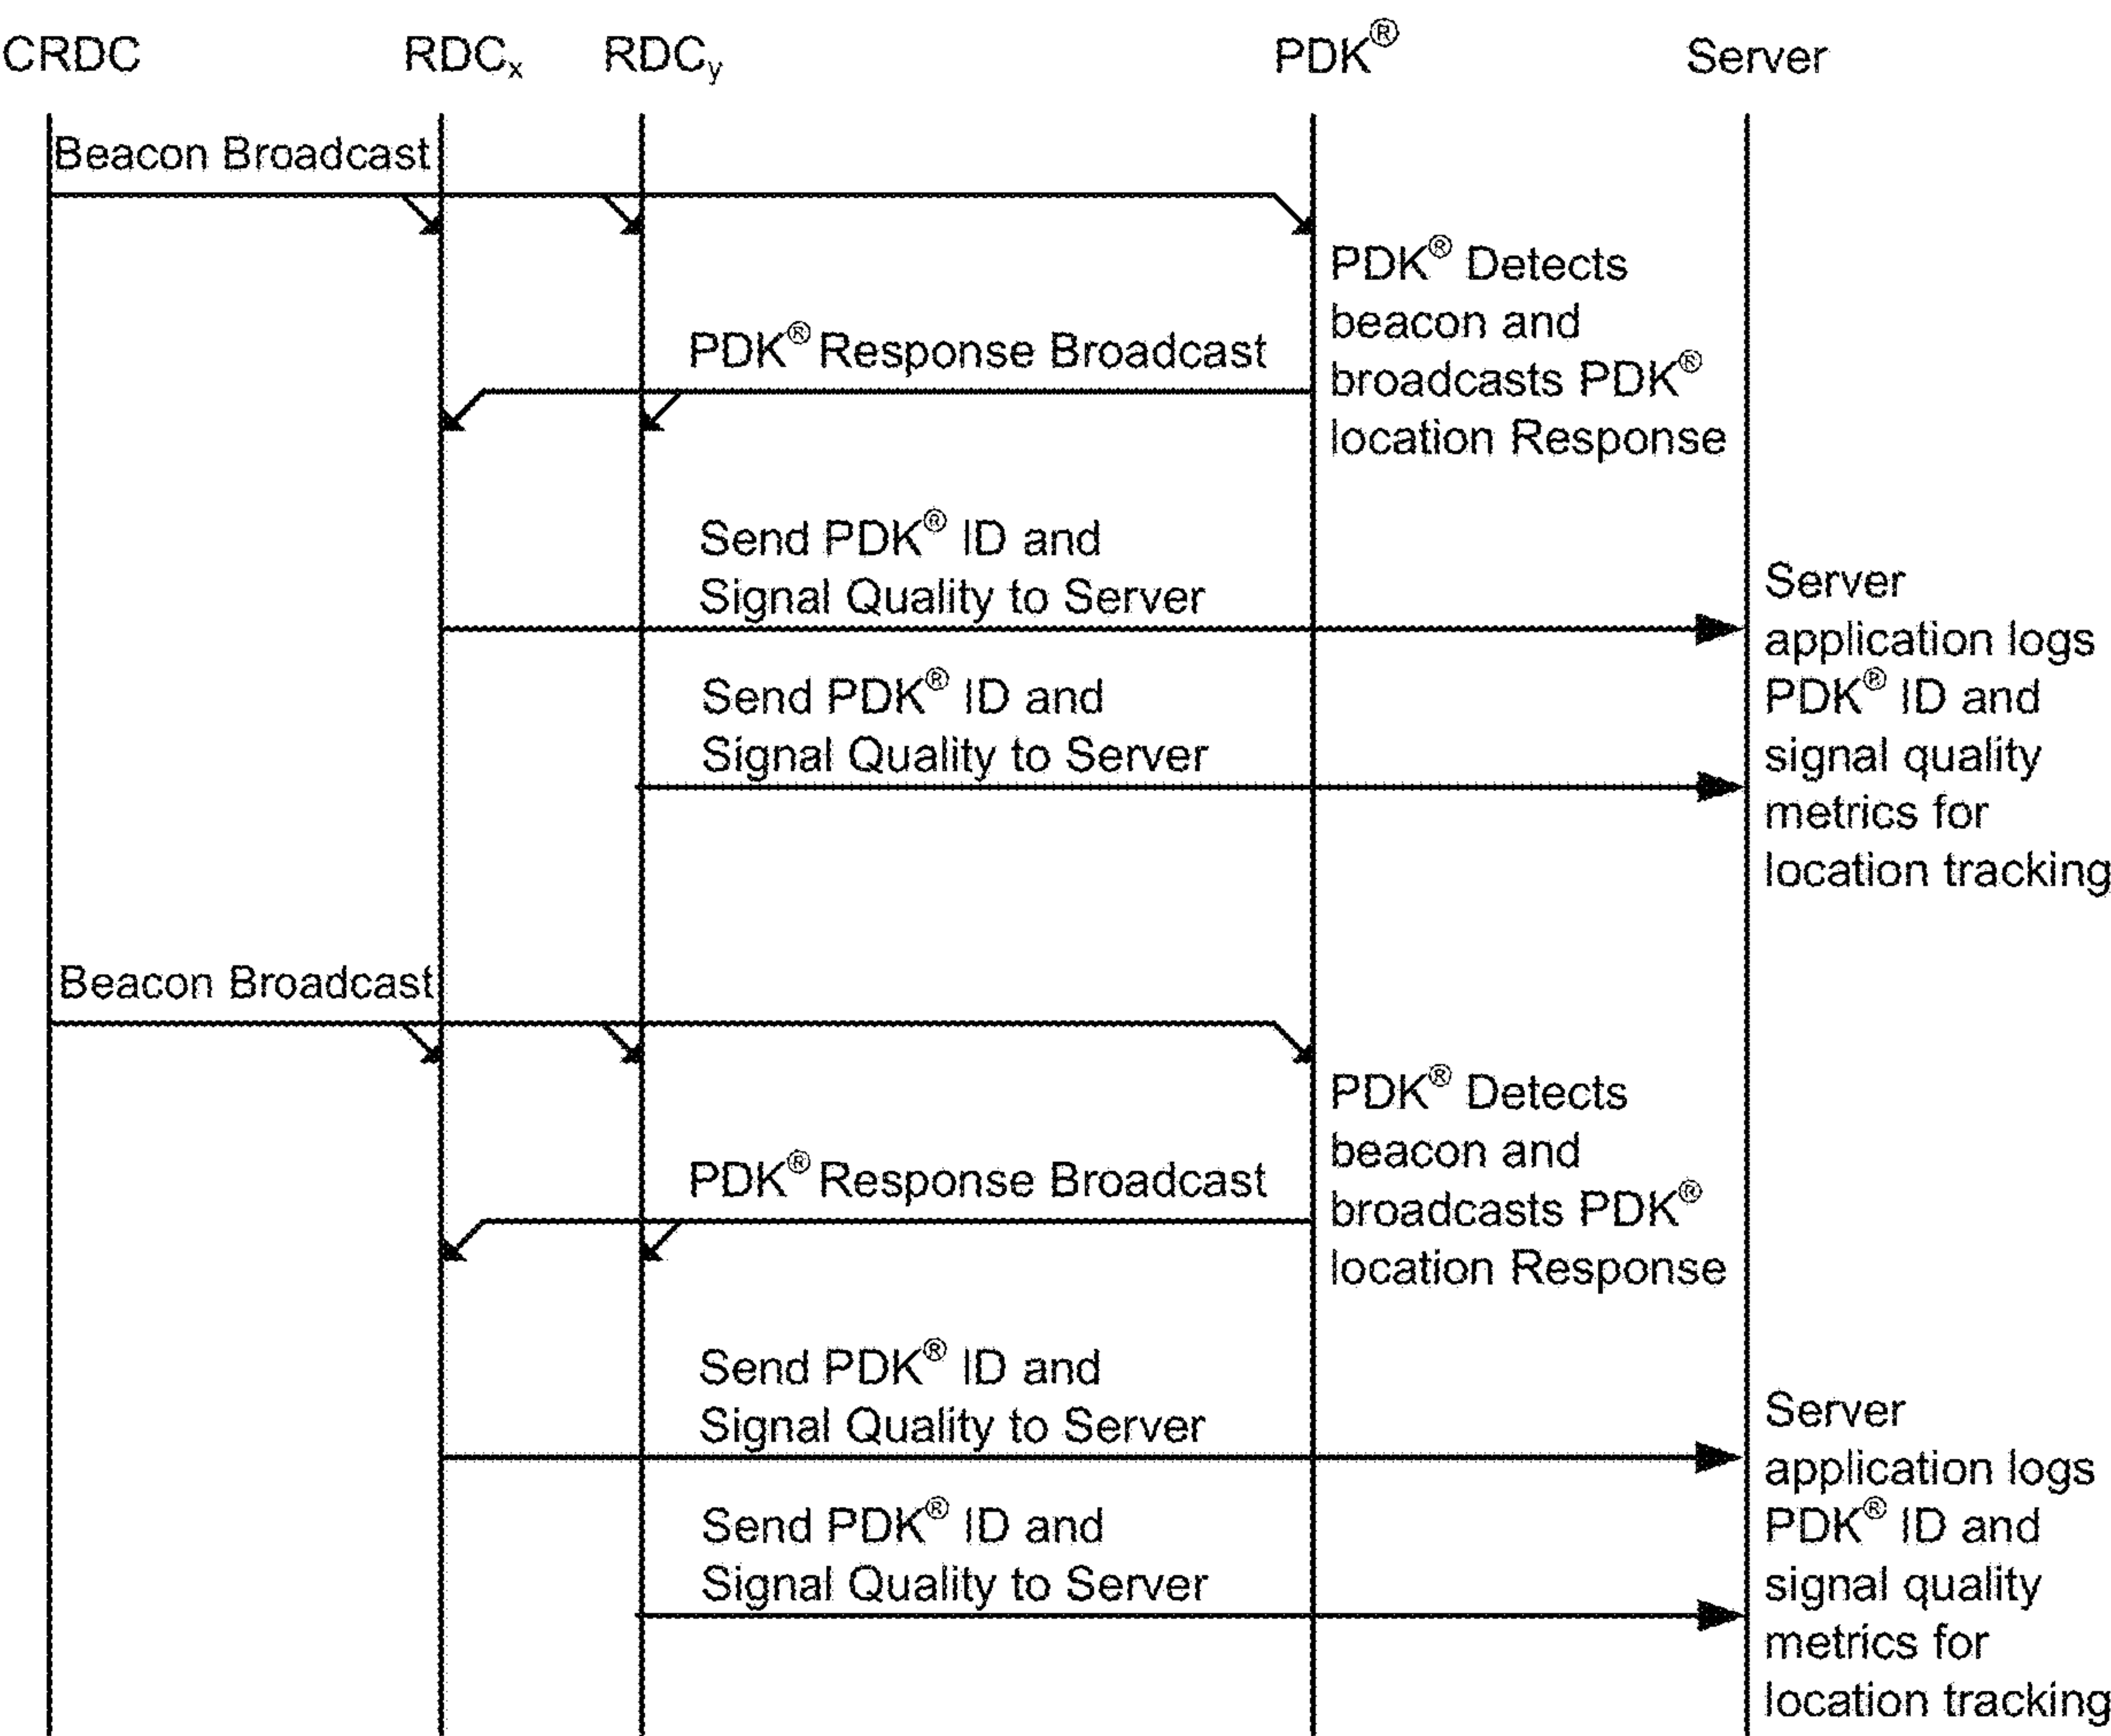 CRDC RDCx RDCy PDK® Server
Beacon Broadcast
PDK® Detects
beacon and
broadcasts PDK®
location Response
PDK® Response Broadcast
Send PDK® ID and
Signal Quality to Server
Send PDK® ID and
Signal Quality to Server
Server
application logs
PDK® ID and
signal quality
metrics for
location tracking
Beacon Broadcast
PDK® Detects
beacon and
broadcasts PDK®
location Response
PDK® Response Broadcast
Send PDK® ID and
Signal Quality to Server
Send PDK® ID and
Signal Quality to Server
Server
application logs
PDK® ID and
signal quality
metrics for
location tracking